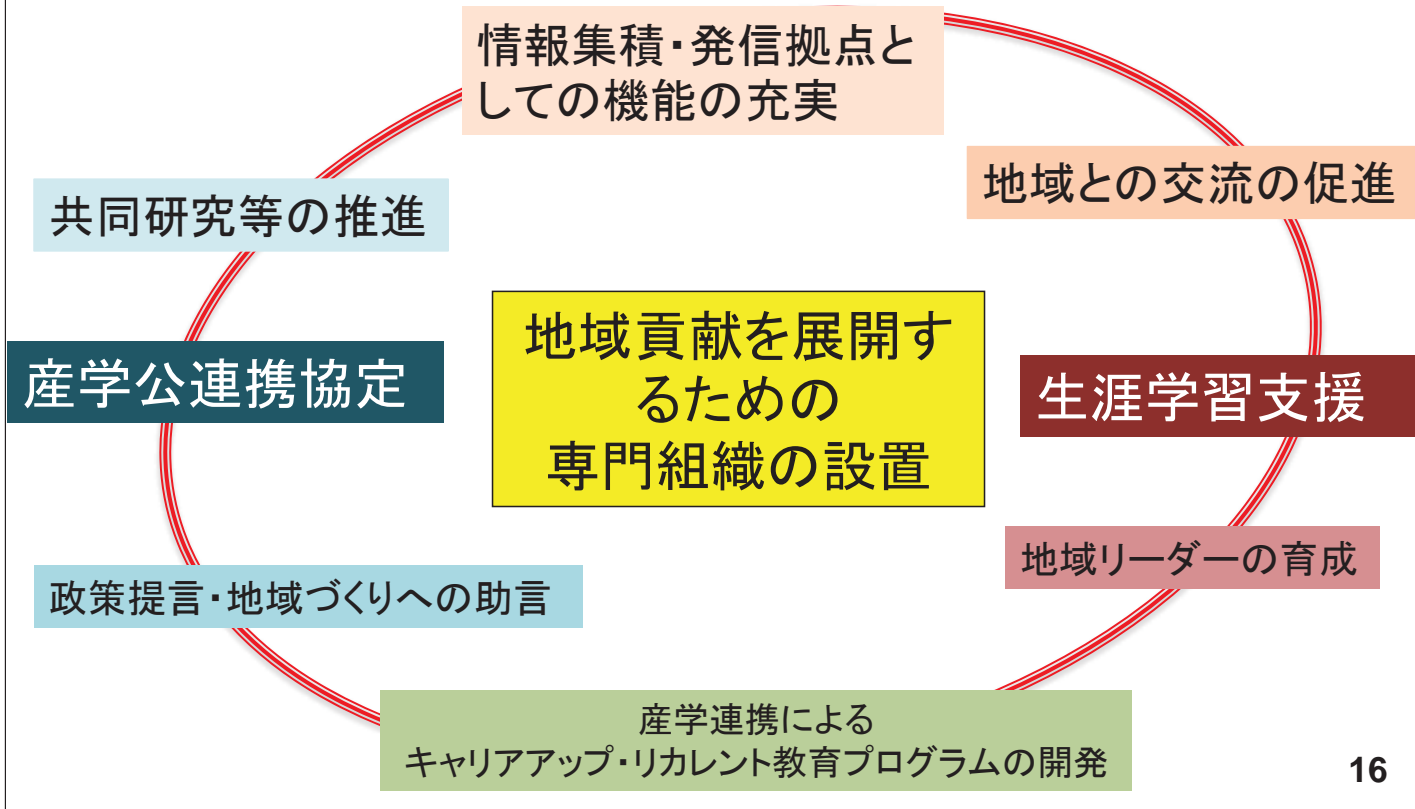 情報集積・発信拠点と
しての機能の充実
地域との交流の促進
共同研究等の推進
地域貢献を展開す
るための
専門組織の設置
産学公連携協定
生涯学習支援
地域リーダーの育成
政策提言・地域づくりへの助言
産学連携による
キャリアアップ・リカレント教育プログラムの開発
16